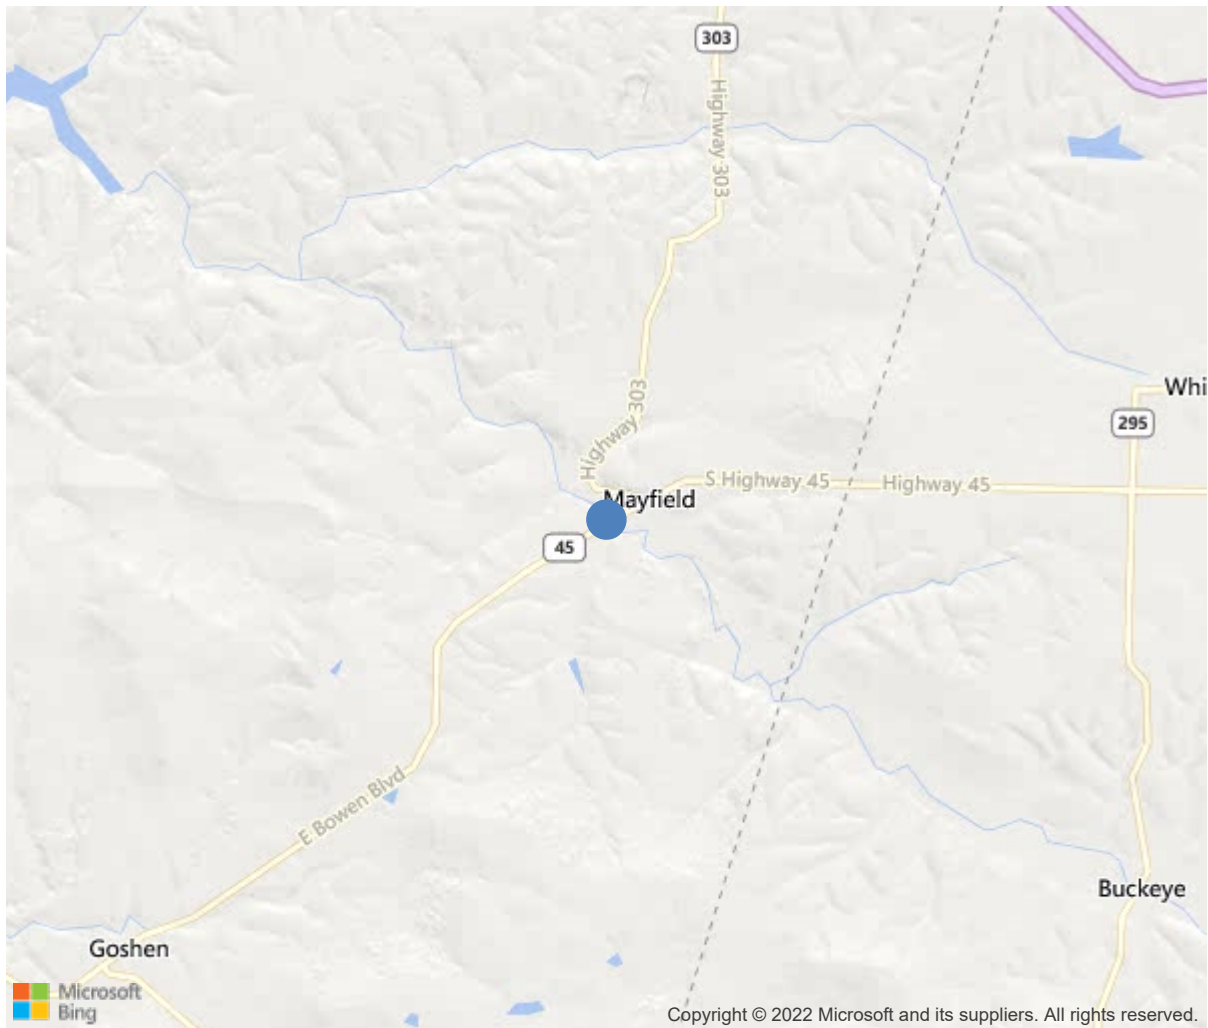 303
Highway 303
Whi
295
Highway 303
S Highway 45
Highway 45
Mayfield
45
E Bowen Blvd
Buckeye
Goshen
Microsoft
Bing
Copyright © 2022 Microsoft and its suppliers. All rights reserved.